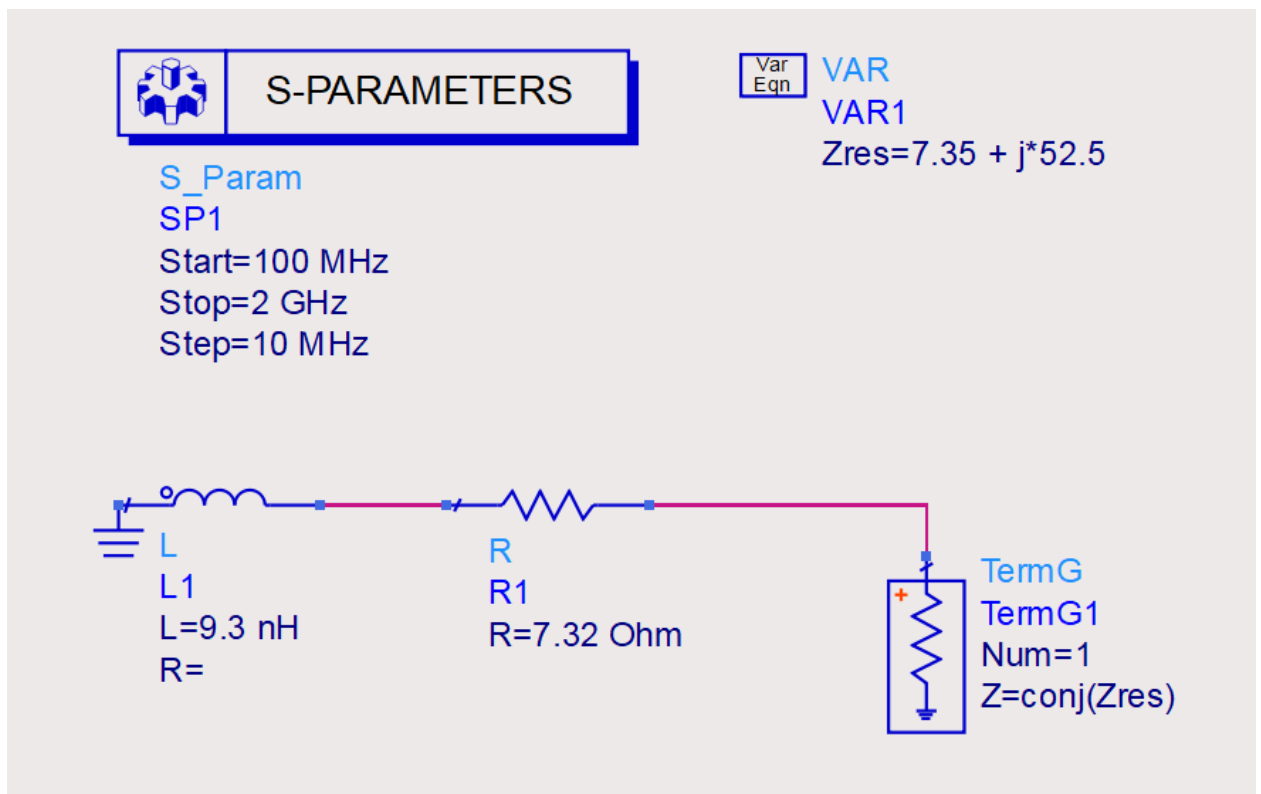 S-PARAMETERS
S_Param
SP1
Start=100 MHz
Stop=2 GHz
Step=10 MHz
Var
Eqn
VAR
VAR1
Zres=7.35 + j*52.5
L
L1
L=9.3 nH
R=
R
R1
R=7.32 Ohm
+
TermG
TermG1
Num=1
Z=conj(Zres)